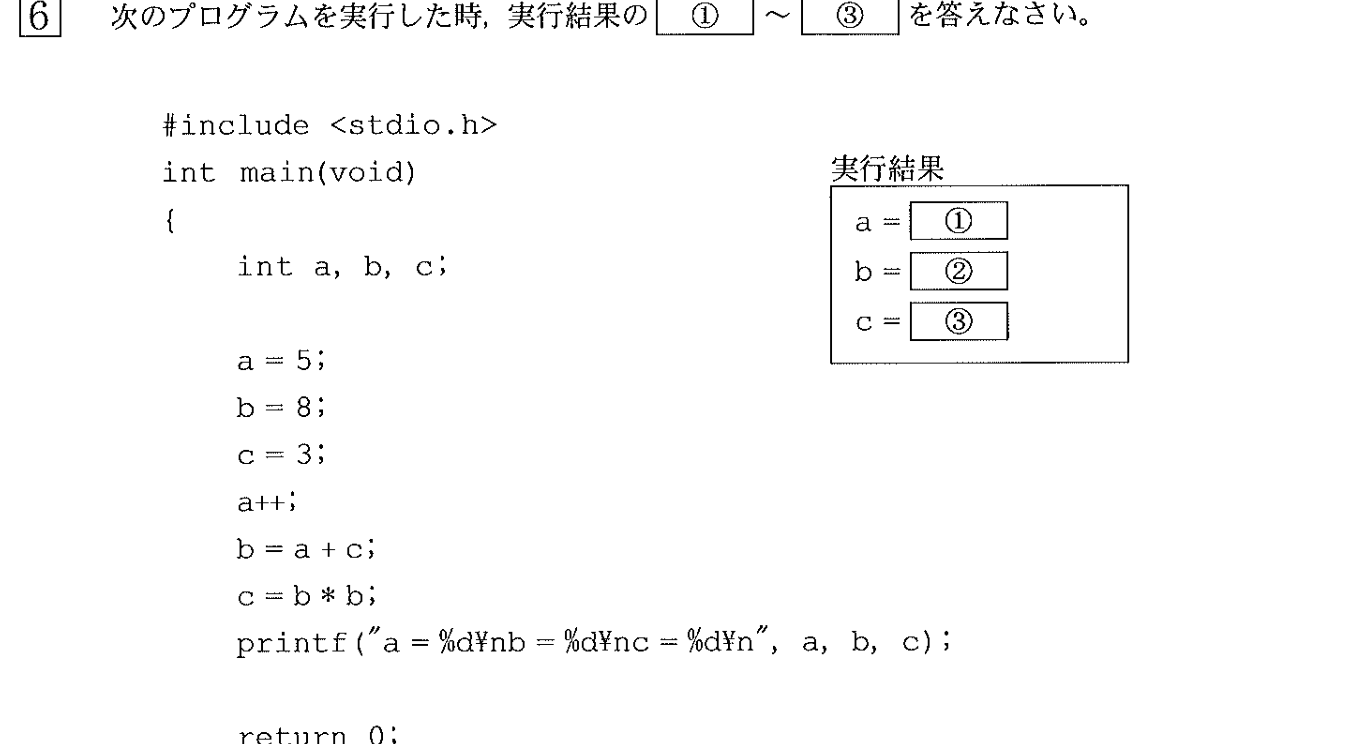 6 次のプログラムを実行した時，実行結果の ① ～ ③ を答えなさい。
#include <stdio.h>
int main(void)
{
int a, b, c;
a = 5;
b = 8;
c = 3;
a++;
b = a + c;
c = b * b;
printf("a = %d¥nb = %d¥nc = %d¥n", a, b, c);
return 0;
実行結果
a = ①
b = ②
c = ③